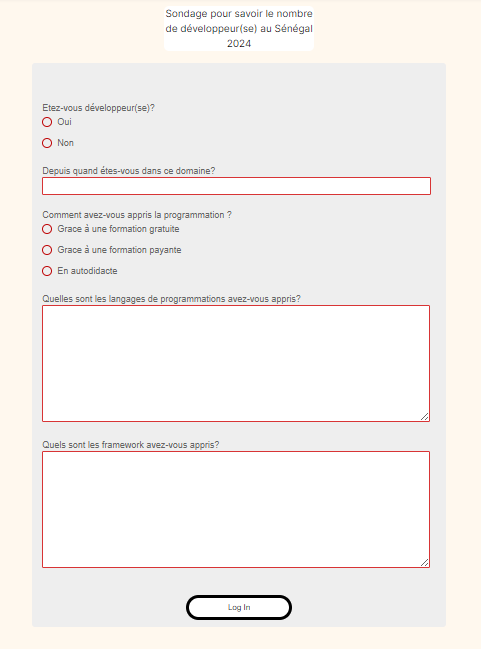 Sondage pour savoir le nombre
de développeur(se) au Sénégal
2024
Etez-vous développeur(se)?
Oui
Non
Depuis quand étes-vous dans ce domaine?
Comment avez-vous appris la programmation ?
Grace á une formation gratuite
Grace á une formation payante
En autodidacte
Quelles sont les langages de programmations avez-vous appris?
Quels sont les framework avez-vous appris?
Log In